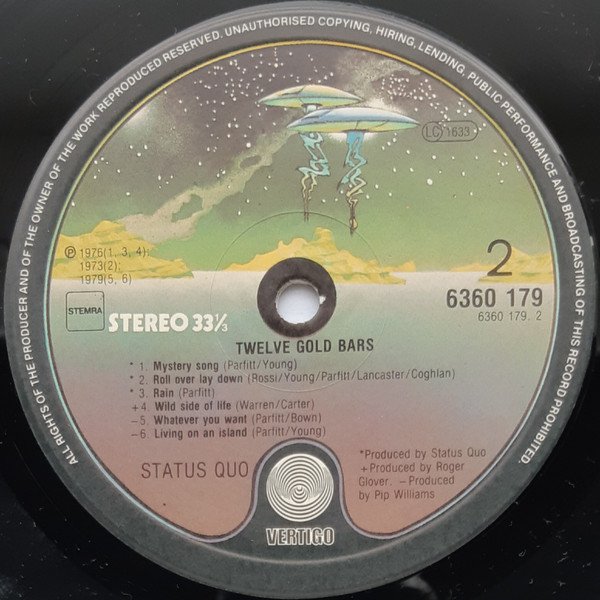 ALL RIGHTS OF THE PRODUCER AND OF THE OWNER OF THE WORK REPRODUCED RESERVED. UNAUTHORISED COPYING, HIRING, LENDING, PUBLIC PERFORMANCE AND BROADCASTING OF THIS RECORD PROHIBITED.
LC 1633
℗ 1976(1, 3, 4);
1973(2);
1979(5, 6)
2
STEMRA
STEREO 33⅓
6360 179
6360 179. 2
TWELVE GOLD BARS
* 1. Mystery song (Parfitt/Young)
* 2. Roll over lay down (Rossi/Young/Parfitt/Lancaster/Coghlan)
* 3. Rain (Parfitt)
+4. Wild side of life (Warren/Carter)
–5. Whatever you want (Parfitt/Bown)
–6. Living on an island (Parfitt/Young)
STATUS QUO
*Produced by Status Quo
+Produced by Roger
Glover. –Produced
by Pip Williams
VERTIGO